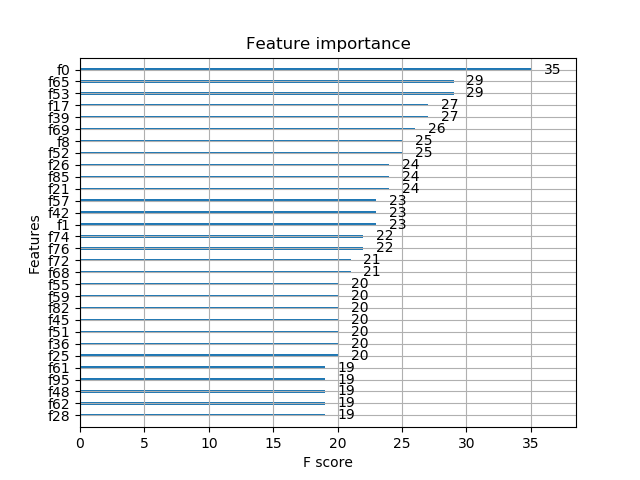 Feature importance
f0 35
f65 29
f53 29
f17 27
f39 27
f69 26
f8 25
f52 25
f26 24
f85 24
f21 24
f57 23
f42 23
f1 23
f74 22
f76 22
f72 21
f68 21
f55 20
f59 20
f82 20
f45 20
f51 20
f36 20
f25 20
f61 19
f95 19
f48 19
f62 19
f28 19
Features
0 5 10 15 20 25 30 35
F score